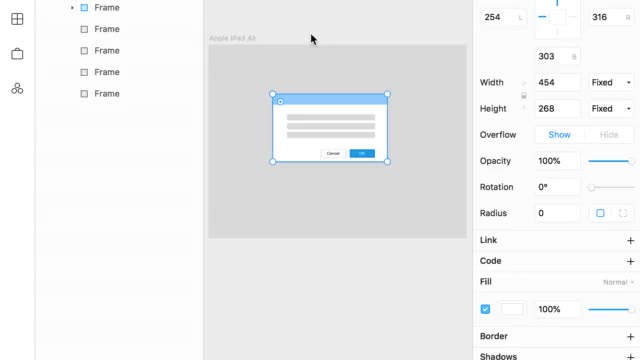 Frame
Frame
Frame
Frame
Frame
Apple iPad Air
Cancel
OK
254 L
316 R
303 B
Width 454 Fixed
Height 268 Fixed
Overflow Show Hide
Opacity 100%
Rotation 0°
Radius 0
Link
Code
Fill Normal
100%
Border
Shadows